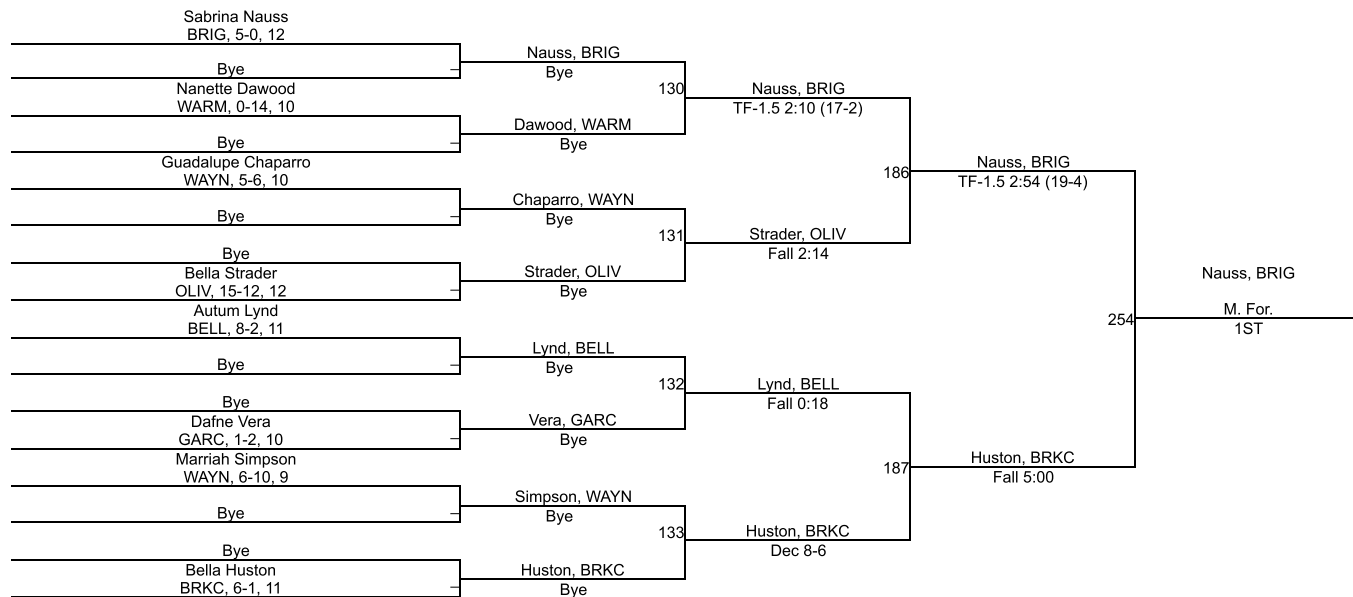 Sabrina Nauss
BRIG, 5-0, 12
Bye
Nanette Dawood
WARM, 0-14, 10
Bye
Guadalupe Chaparro
WAYN, 5-6, 10
Bye
Bye
Bella Strader
OLIV, 15-12, 12
Autum Lynd
BELL, 8-2, 11
Bye
Bye
Dafne Vera
GARC, 1-2, 10
Marriah Simpson
WAYN, 6-10, 9
Bye
Bye
Bella Huston
BRKC, 6-1, 11
Nauss, BRIG
Bye
130
Dawood, WARM
Bye
Chaparro, WAYN
Bye
131
Strader, OLIV
Bye
Lynd, BELL
Bye
132
Vera, GARC
Bye
Simpson, WAYN
Bye
133
Huston, BRKC
Bye
Nauss, BRIG
TF-1.5 2:10 (17-2)
186
Strader, OLIV
Fall 2:14
Lynd, BELL
Fall 0:18
187
Huston, BRKC
Dec 8-6
Nauss, BRIG
TF-1.5 2:54 (19-4)
254
Huston, BRKC
Fall 5:00
Nauss, BRIG
M. For.
1ST